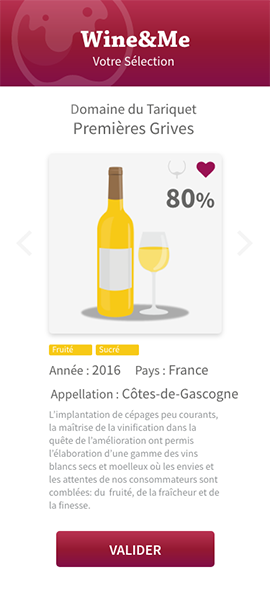 Wine&Me
Votre Sélection
Domaine du Tariquet
Premières Grives
80%
Fruité Sucré
Année : 2016 Pays : France
Appellation : Côtes-de-Gascogne
L'implantation de cépages peu courants,
la maîtrise de la vinification dans la
quête de l'amélioration ont permis
l'élaboration d'une gamme des vins
blancs secs et moelleux où les envies et
les attentes de nos consommateurs sont
comblées: du fruité, de la fraîcheur et de
la finesse.
VALIDER